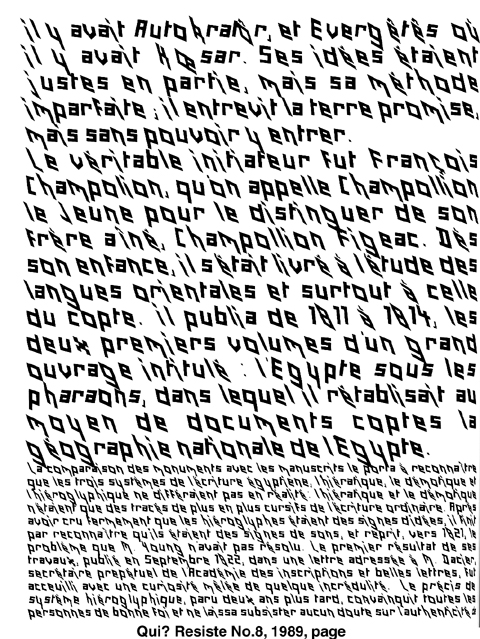 il y avait Autokrator, et Evergètès où
il y avait Kœsar. Ses idées étaient
justes en partie, mais sa méthode
imparfaite ; il entrevit la terre promise,
mais sans pouvoir y entrer.
Le véritable initiateur fut François
Champollion, qu'on appelle Champollion
le Jeune pour le distinguer de son
frère aîné, Champollion Figeac. Dès
son enfance, il s'était livré à l'étude des
langues orientales et surtout à celle
du copte. il publia de 1811 à 1814, les
deux premiers volumes d'un grand
ouvrage intitulé : l'Egypte sous les
pharaons, dans lequel il rétablisait au
moyen de documents coptes la
géographie nationale de l'Egypte.
La comparaison des monuments avec les manuscrits le porta à reconnaître
que les trois systèmes de l'écriture égyptiene, l'hiératique, le démotique et
l'hiéroglyphique ne différaient pas en réalité. l'hiératique et le démotique
n'étaient que des tracés de plus en plus cursifs de l'écriture ordinaire. Après
avoir cru fermement que les hiéroglyphes étaient des signes d'idées, il finit
par reconnaître qu'ils étaient des signes de sons, et reprit, vers 1821, le
problème que M. Young n'avait pas résolu. Le premier résultat de ses
travaux, publié en Septembre 1822, dans une lettre adressée à M. Dacier,
secrétaire prepétuel de l'Académie des inscriptions et belles lettres, fut
acceuilli avec une curiosité mêlée de quelque incrédulité. Le précis de
système hiéroglyphique, paru deux ans plus tard, convainquit toutes les
personnes de bonne foi et ne laissa subsister aucun doute sur l'authenticité
Qui? Resiste No.8, 1989, page